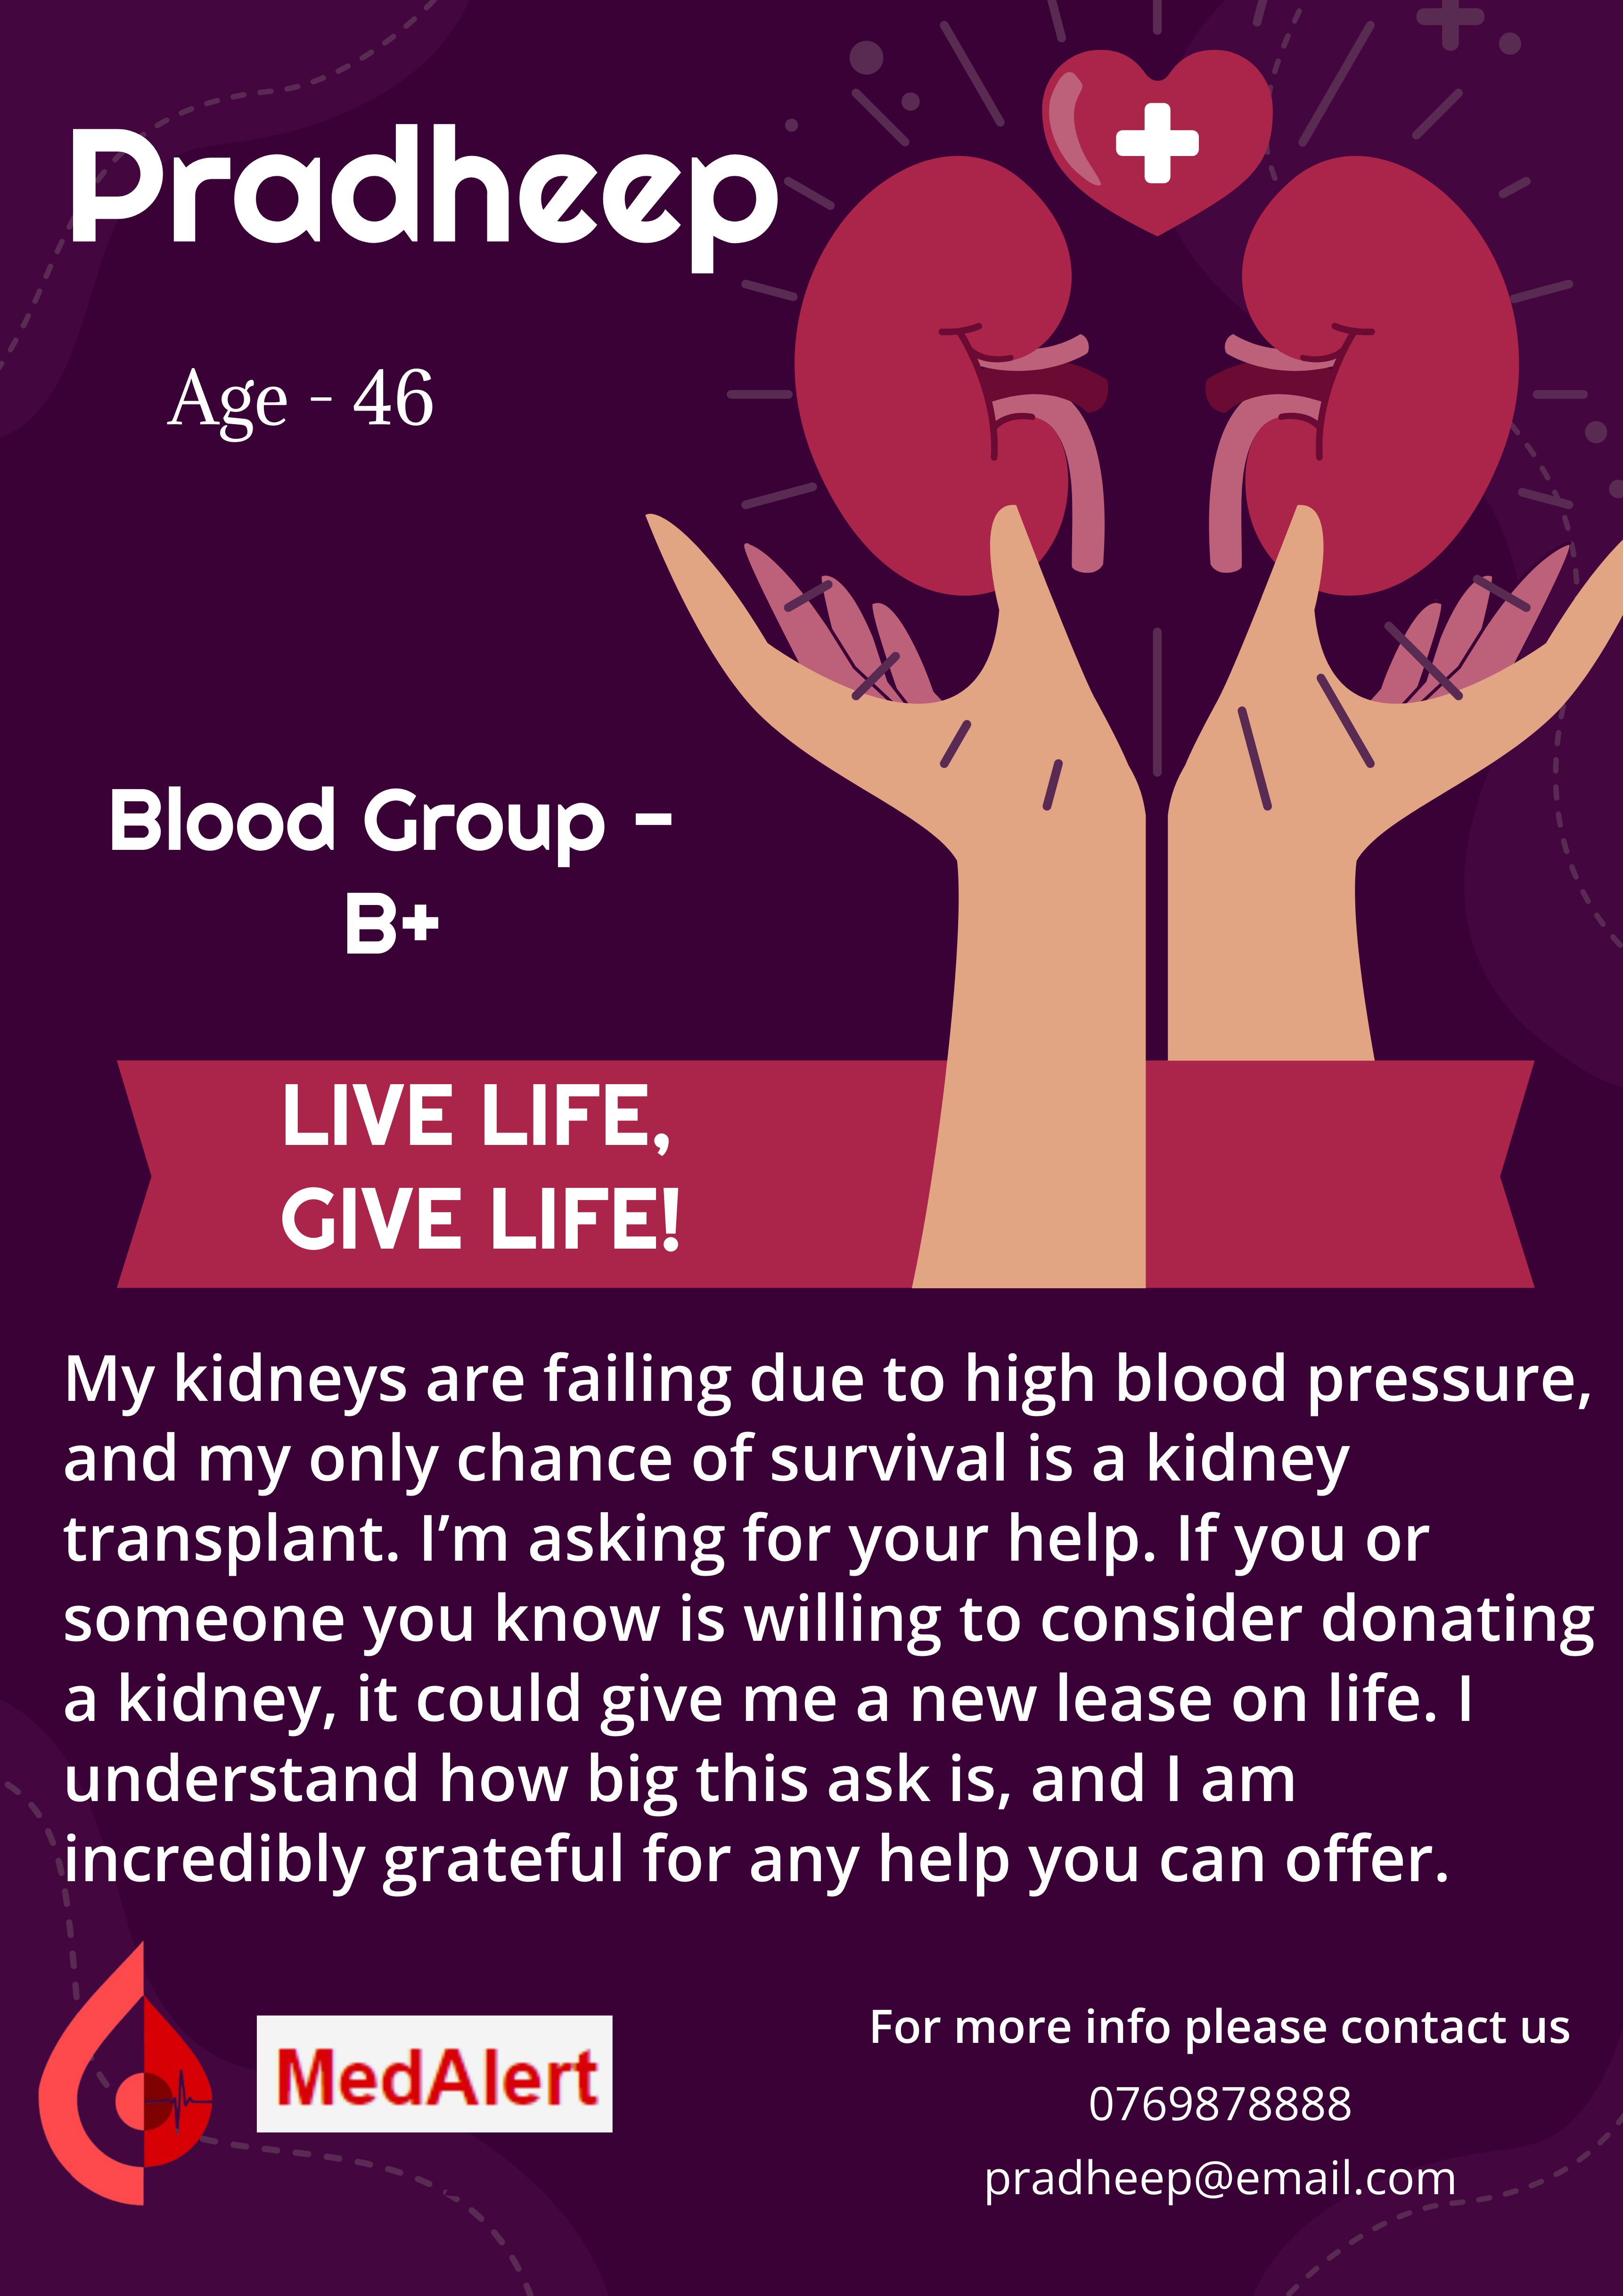 Pradheep
Age - 46
Blood Group -
B+
LIVE LIFE,
GIVE LIFE!
My kidneys are failing due to high blood pressure,
and my only chance of survival is a kidney
transplant. I’m asking for your help. If you or
someone you know is willing to consider donating
a kidney, it could give me a new lease on life. I
understand how big this ask is, and I am
incredibly grateful for any help you can offer.
MedAlert
For more info please contact us
0769878888
pradheep@email.com